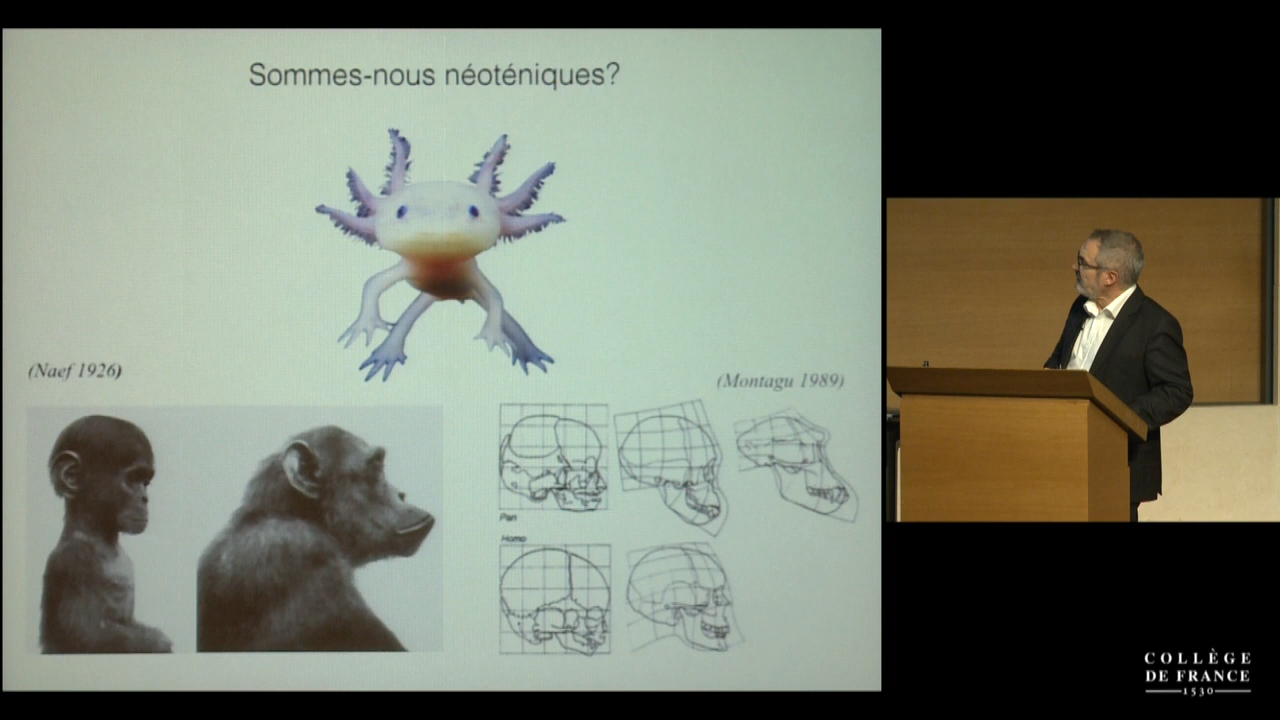 Sommes-nous néoténiques?
(Naef 1926)
(Montagu 1989)
Pan
Homo
COLLÈGE
DE FRANCE
1530